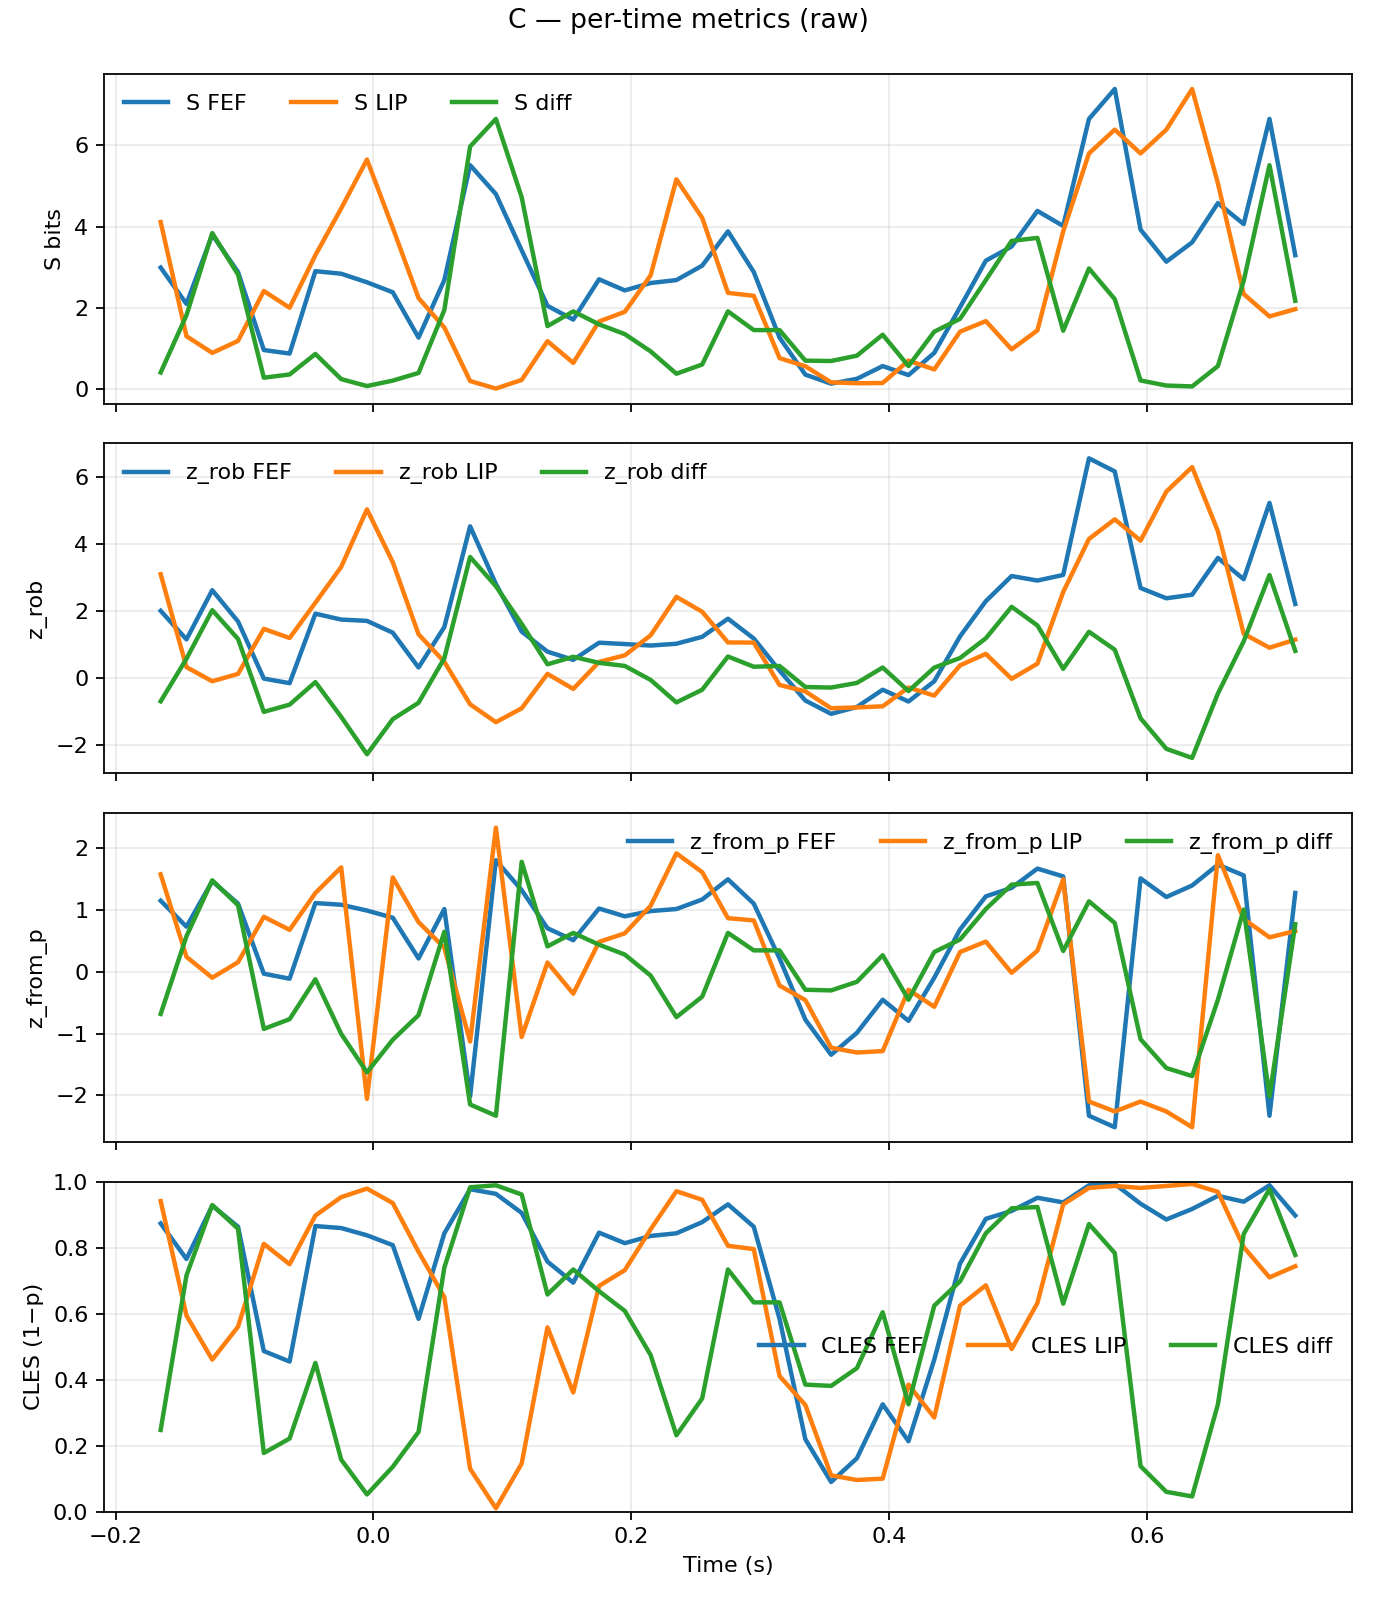 C — per-time metrics (raw)
S FEF S LIP S diff
6
4
2
0
S bits
z_rob FEF z_rob LIP z_rob diff
6
4
2
0
−2
z_rob
z_from_p FEF z_from_p LIP z_from_p diff
2
1
0
−1
−2
z_from_p
1.0
0.8
0.6
0.4
0.2
0.0
CLES (1−p)
CLES FEF CLES LIP CLES diff
−0.2 0.0 0.2 0.4 0.6
Time (s)